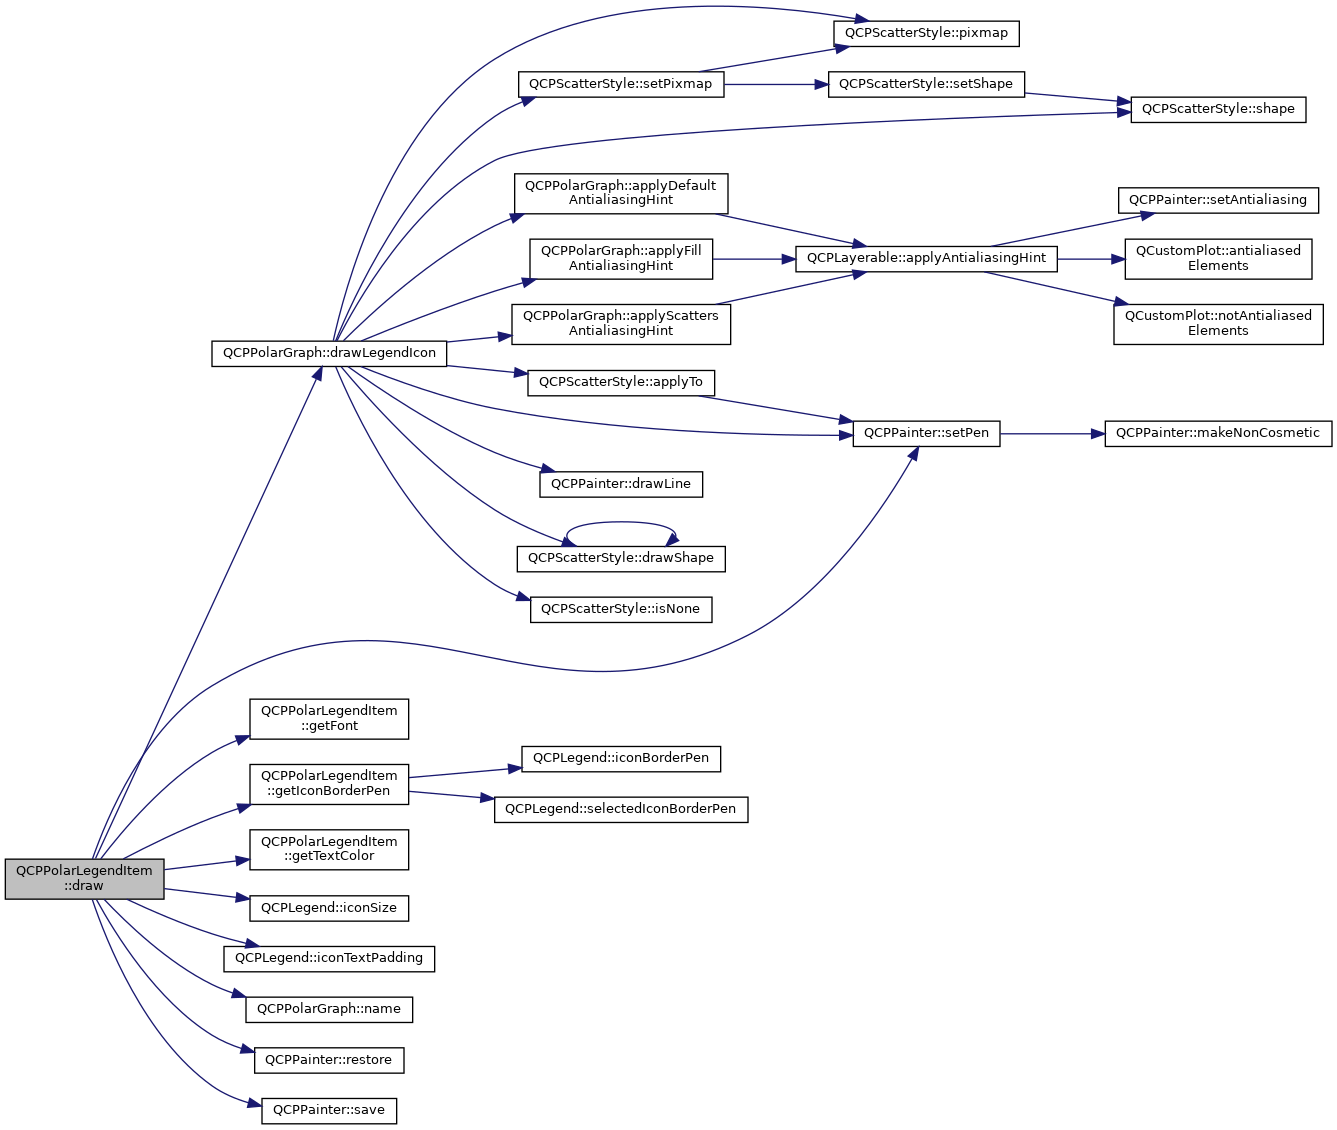 QCPScatterStyle::pixmap
QCPScatterStyle::setPixmap
QCPScatterStyle::setShape
QCPScatterStyle::shape
QCPPolarGraph::applyDefault
AntialiasingHint
QCPPainter::setAntialiasing
QCPPolarGraph::applyFill
AntialiasingHint
QCPLayerable::applyAntialiasingHint
QCustomPlot::antialiased
Elements
QCPPolarGraph::applyScatters
AntialiasingHint
QCustomPlot::notAntialiased
Elements
QCPPolarGraph::drawLegendIcon
QCPScatterStyle::applyTo
QCPPainter::setPen
QCPPainter::makeNonCosmetic
QCPPainter::drawLine
QCPScatterStyle::drawShape
QCPScatterStyle::isNone
QCPPolarLegendItem
::getFont
QCPPolarLegendItem
::getIconBorderPen
QCPLegend::iconBorderPen
QCPLegend::selectedIconBorderPen
QCPPolarLegendItem
::getTextColor
QCPPolarLegendItem
::draw
QCPLegend::iconSize
QCPLegend::iconTextPadding
QCPPolarGraph::name
QCPPainter::restore
QCPPainter::save